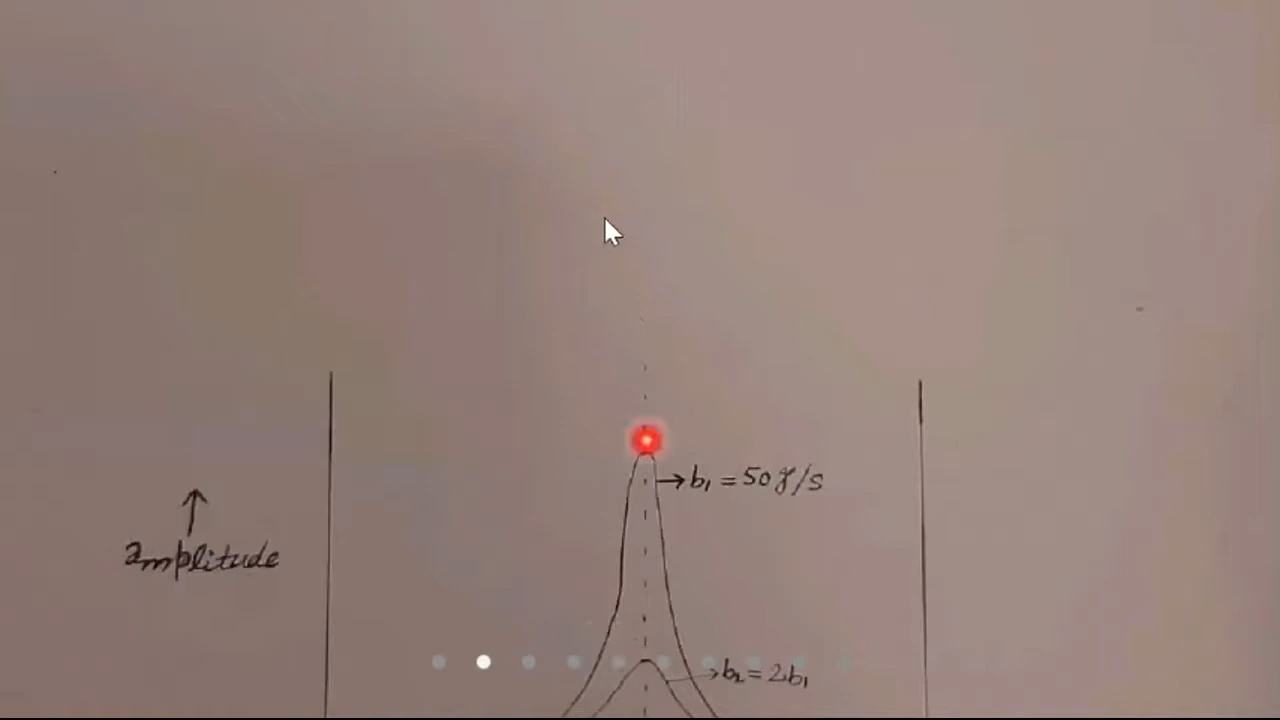 →b₁ = 50 g/s
↑
amplitude
→b₂ = 2b₁